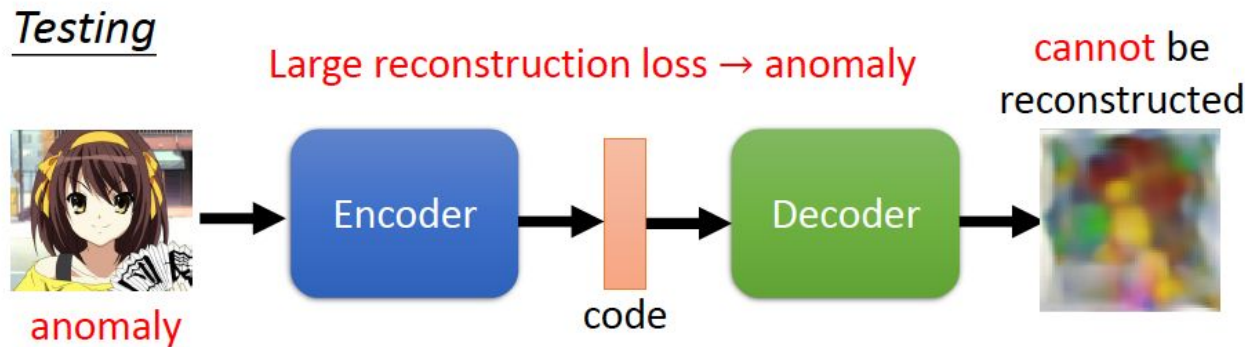 Testing
Large reconstruction loss → anomaly
cannot be
reconstructed
Encoder
Decoder
code
anomaly